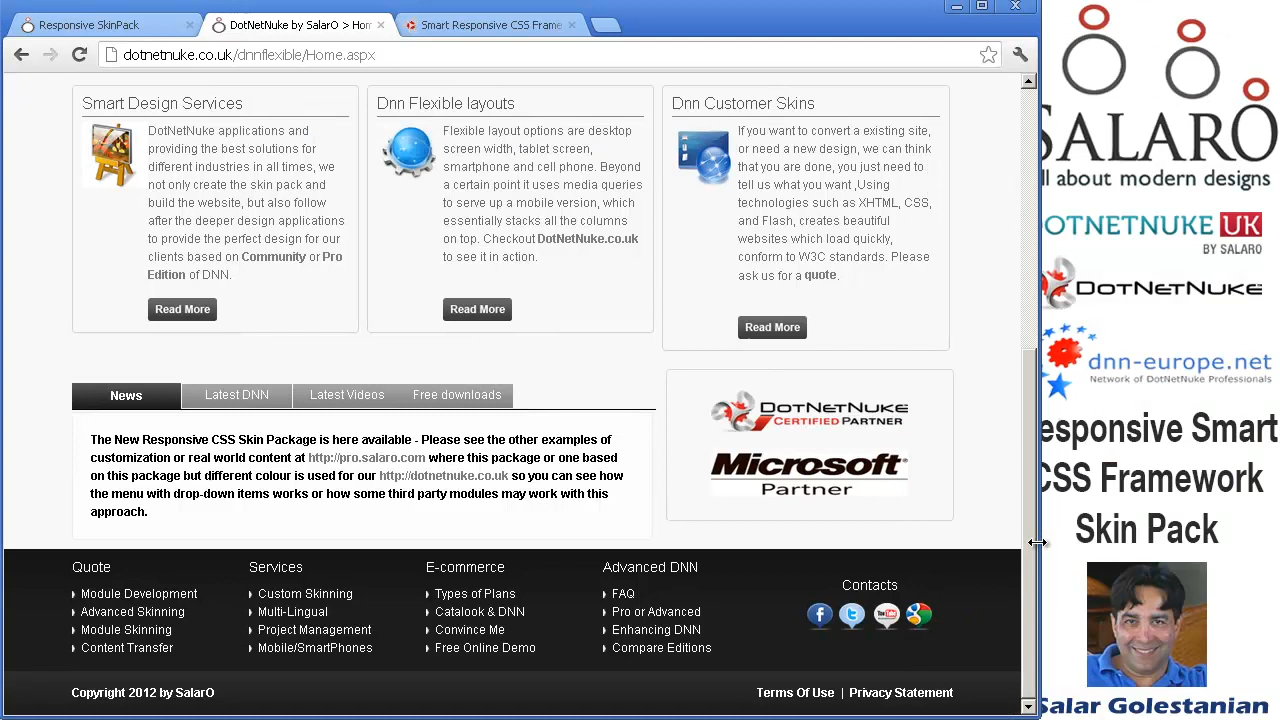 Responsive SkinPack
DotNetNuke by SalarO > Hom
Smart Responsive CSS Frame
dotnetnuke.co.uk/dnnflexible/Home.aspx
Smart Design Services
DotNetNuke applications and
providing the best solutions for
different industries in all times, we
not only create the skin pack and
build the website, but also follow
after the deeper design applications
to provide the perfect design for our
clients based on Community or Pro
Edition of DNN.
Read More
Dnn Flexible layouts
Flexible layout options are desktop
screen width, tablet screen,
smartphone and cell phone. Beyond
a certain point it uses media queries
to serve up a mobile version, which
essentially stacks all the columns
on top. Checkout DotNetNuke.co.uk
to see it in action.
Read More
Dnn Customer Skins
If you want to convert a existing site,
or need a new design, we can think
that you are done, you just need to
tell us what you want ,Using
technologies such as XHTML, CSS,
and Flash, creates beautiful
websites which load quickly,
conform to W3C standards. Please
ask us for a quote.
Read More
News
Latest DNN
Latest Videos
Free downloads
The New Responsive CSS Skin Package is here available - Please see the other examples of
customization or real world content at http://pro.salaro.com where this package or one based
on this package but different colour is used for our http://dotnetnuke.co.uk so you can see how
the menu with drop-down items works or how some third party modules may work with this
approach.
DOTNETNUKE
CERTIFIED PARTNER
Microsoft
Partner
Quote
Module Development
Advanced Skinning
Module Skinning
Content Transfer
Services
Custom Skinning
Multi-Lingual
Project Management
Mobile/SmartPhones
E-commerce
Types of Plans
Catalook & DNN
Convince Me
Free Online Demo
Advanced DNN
FAQ
Pro or Advanced
Enhancing DNN
Compare Editions
Contacts
Copyright 2012 by SalarO
Terms Of Use | Privacy Statement
SALARO
ll about modern designs
OTNETNUKE UK
BY SALARO
DOTNETNUKE
dnn-europe.net
Network of DotNetNuke Professionals
esponsive Smart
CSS Framework
Skin Pack
Salar Golestanian